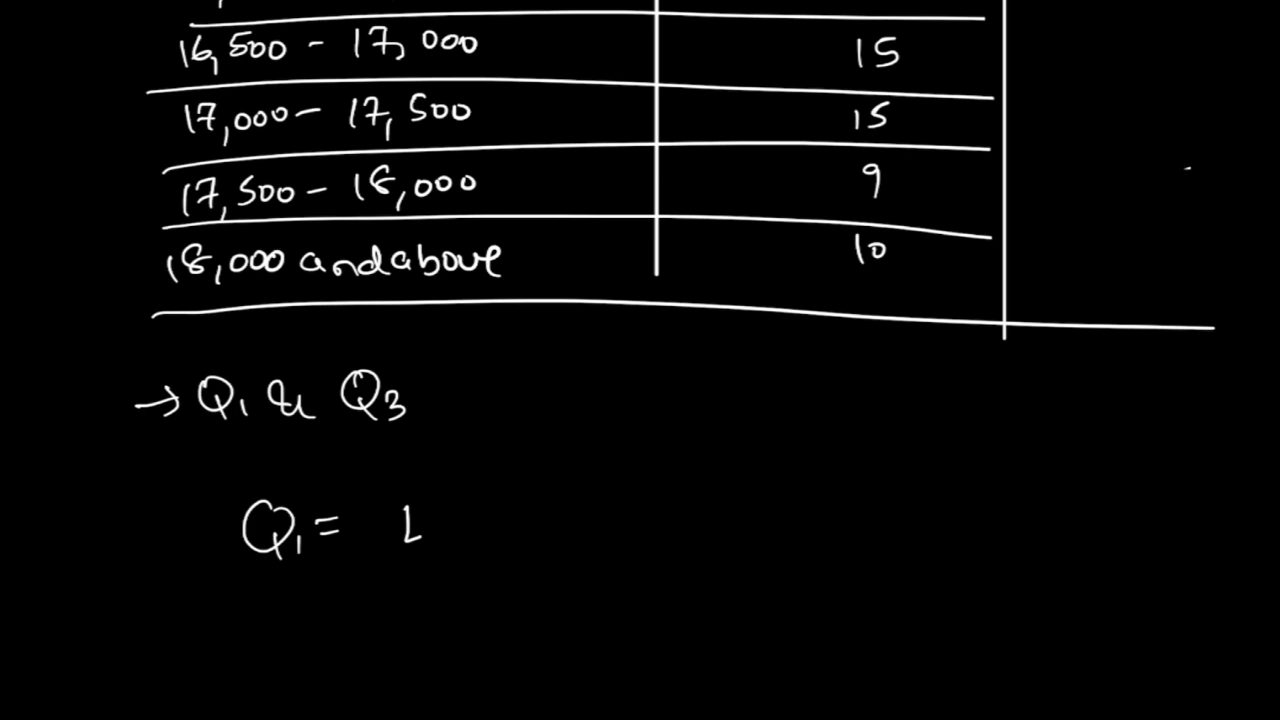 16,500 - 17,000 15
17,000 - 17,500 15
17,500 - 18,000 9
18,000 and above 10
→ Q₁ & Q₃
Q₁ = L